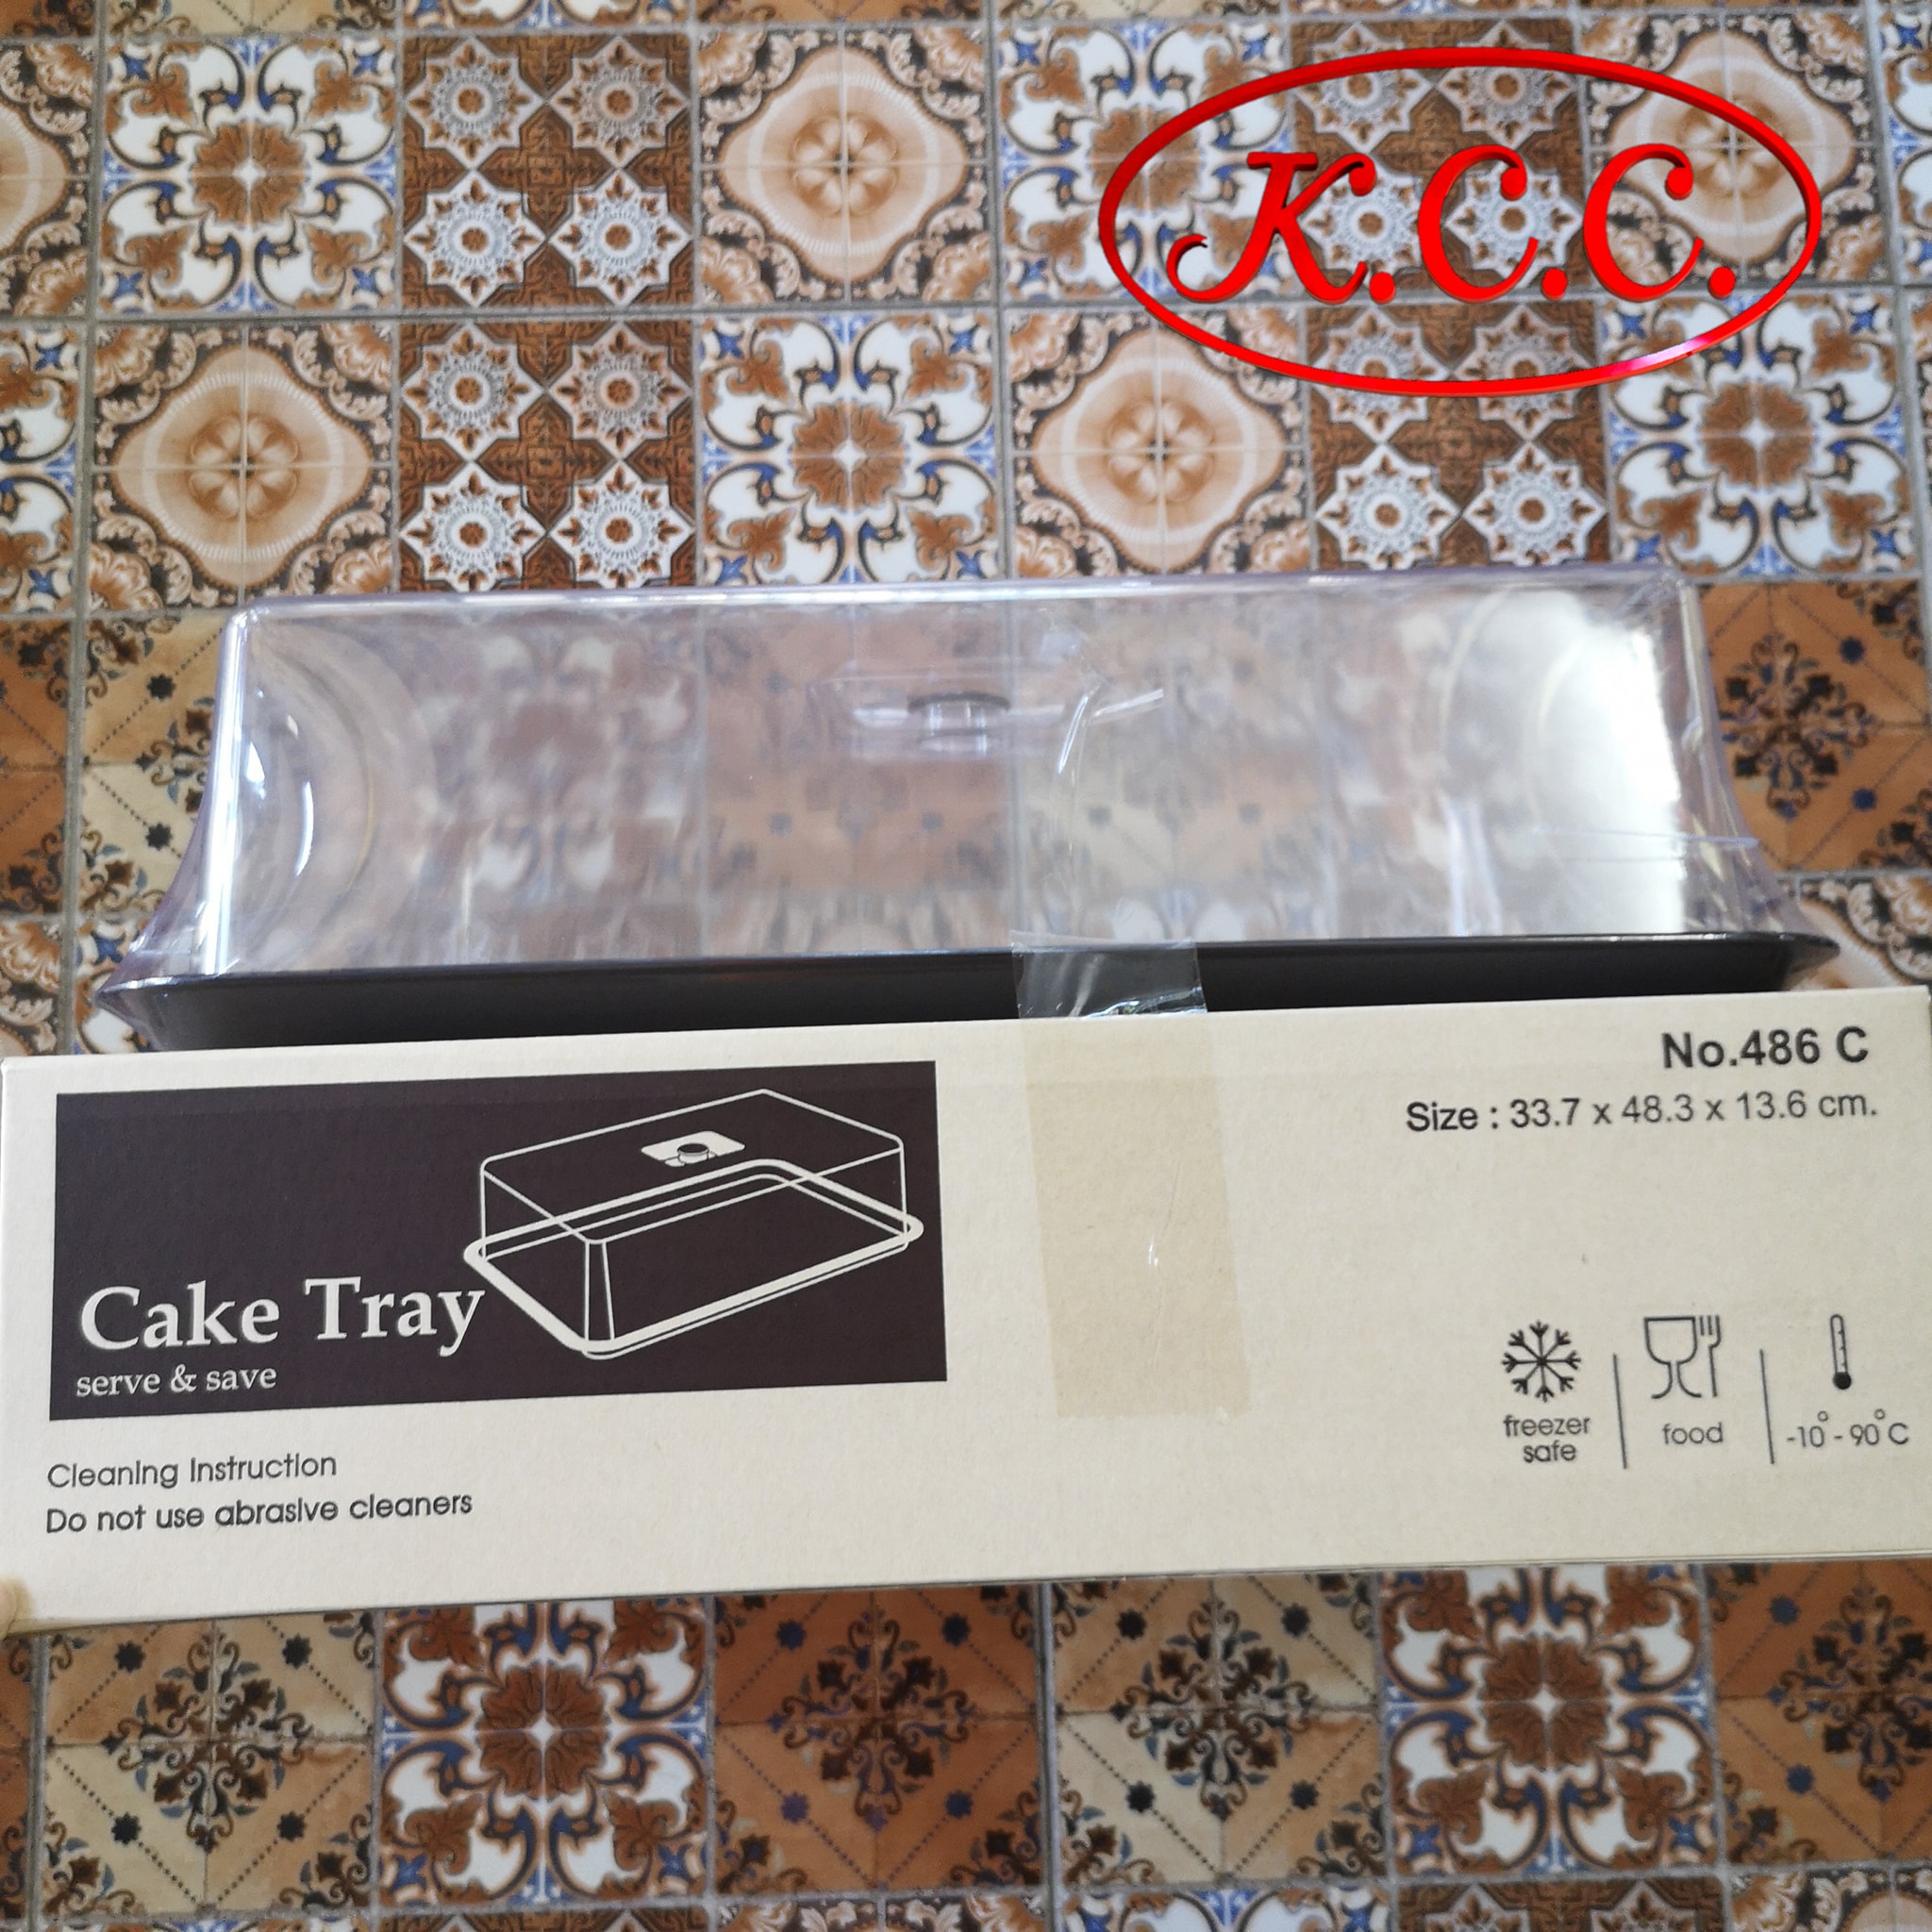 K.C.C.
No.486 C
Size : 33.7 x 48.3 x 13.6 cm.
Cake Tray
serve & save
freezer
safe
food
-10° - 90°C
Cleaning Instruction
Do not use abrasive cleaners